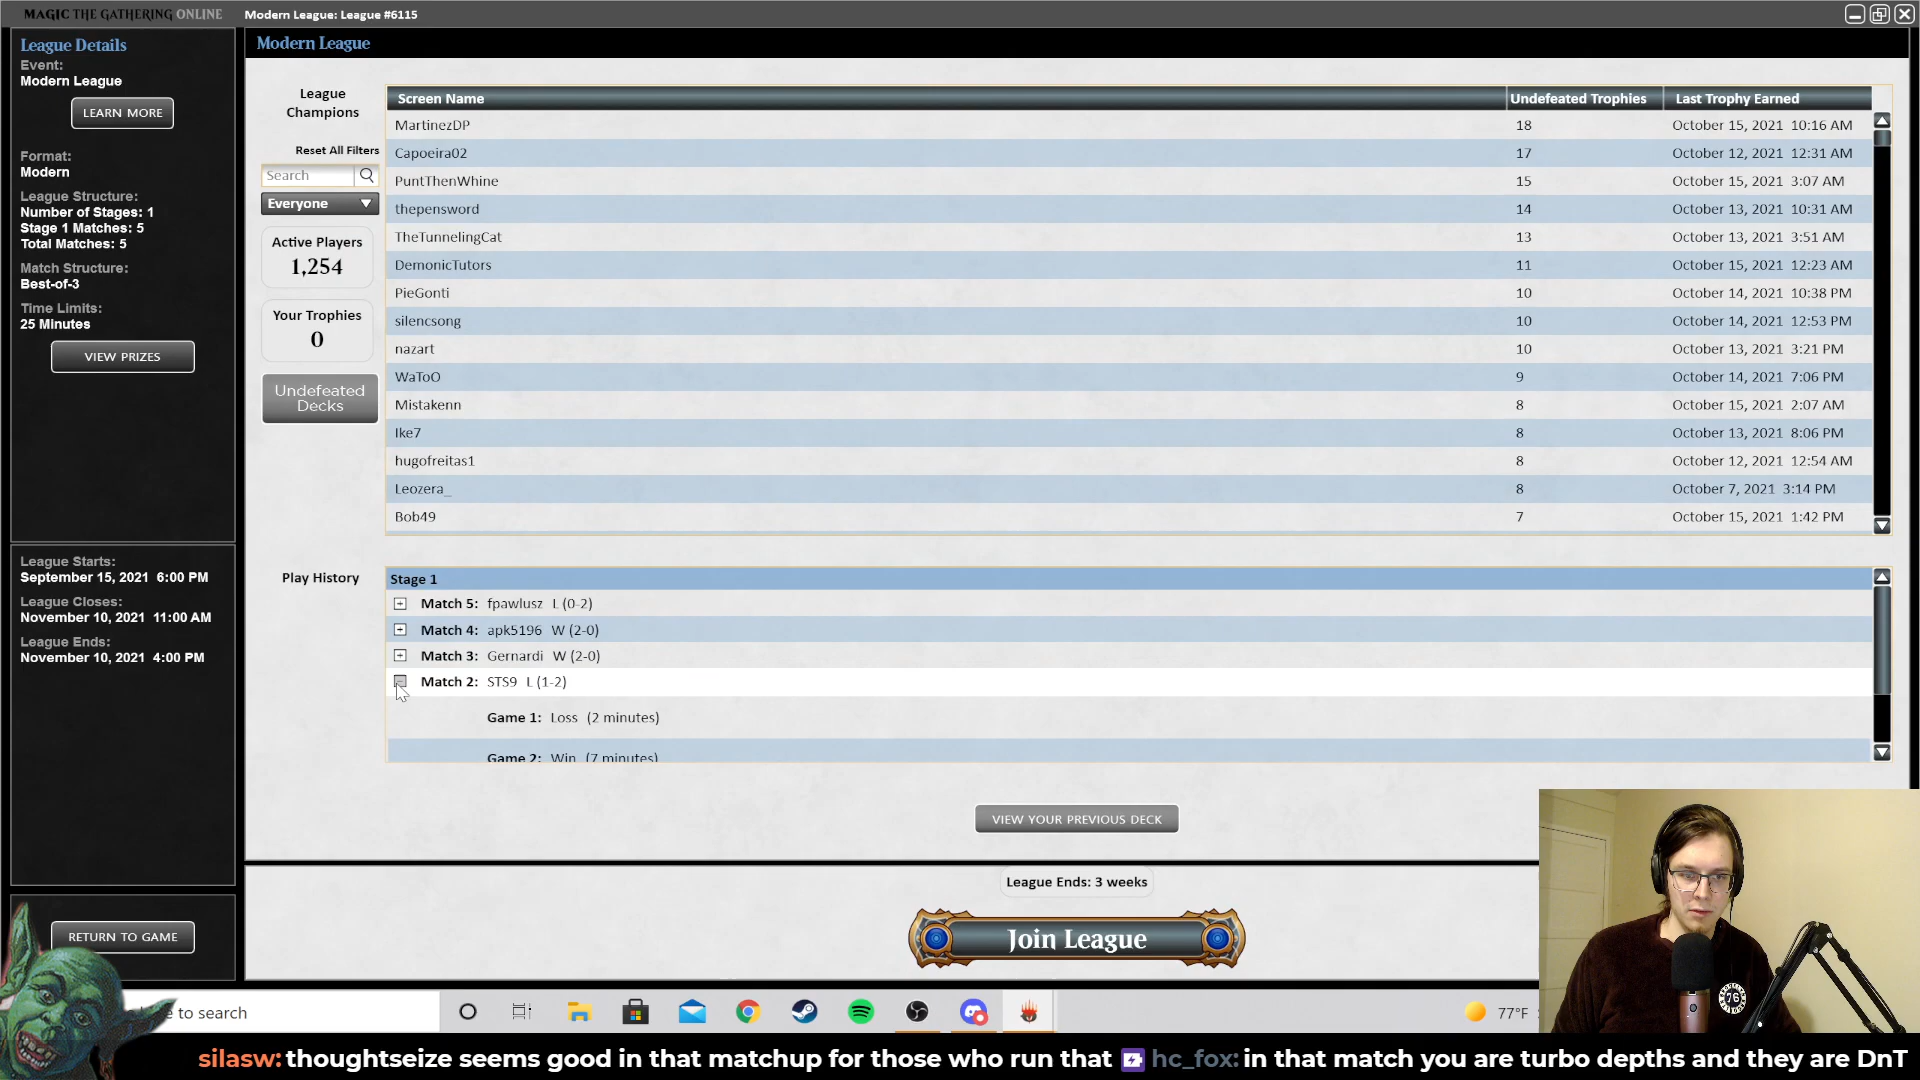 MAGIC THE GATHERING ONLINE
Modern League: League #6115
League Details
Event:
Modern League
LEARN MORE
Format:
Modern
League Structure:
Number of Stages: 1
Stage 1 Matches: 5
Total Matches: 5
Match Structure:
Best-of-3
Time Limits:
25 Minutes
VIEW PRIZES
League Starts:
September 15, 2021 6:00 PM
League Closes:
November 10, 2021 11:00 AM
League Ends:
November 10, 2021 4:00 PM
RETURN TO GAME
Modern League
League
Champions
Reset All Filters
Search
Everyone
Active Players
1,254
Your Trophies
0
Undefeated
Decks
Screen Name Undefeated Trophies Last Trophy Earned
MartinezDP 18 October 15, 2021 10:16 AM
Capoeira02 17 October 12, 2021 12:31 AM
PuntThenWhine 15 October 15, 2021 3:07 AM
thepensword 14 October 13, 2021 10:31 AM
TheTunnelingCat 13 October 13, 2021 3:51 AM
DemonicTutors 11 October 15, 2021 12:23 AM
PieGonti 10 October 14, 2021 10:38 PM
silencsong 10 October 14, 2021 12:53 PM
nazart 10 October 13, 2021 3:21 PM
WaToO 9 October 14, 2021 7:06 PM
Mistakenn 8 October 15, 2021 2:07 AM
Ike7 8 October 13, 2021 8:06 PM
hugofreitas1 8 October 12, 2021 12:54 AM
Leozera_ 8 October 7, 2021 3:14 PM
Bob49 7 October 15, 2021 1:42 PM
Play History
Stage 1
Match 5: fpawlusz L (0-2)
Match 4: apk5196 W (2-0)
Match 3: Gernardi W (2-0)
Match 2: STS9 L (1-2)
Game 1: Loss (2 minutes)
Game 2: Win (7 minutes)
VIEW YOUR PREVIOUS DECK
League Ends: 3 weeks
Join League
e to search
77°F
76
silasw: thoughtseize seems good in that matchup for those who run that hc_fox: in that match you are turbo depths and they are DnT